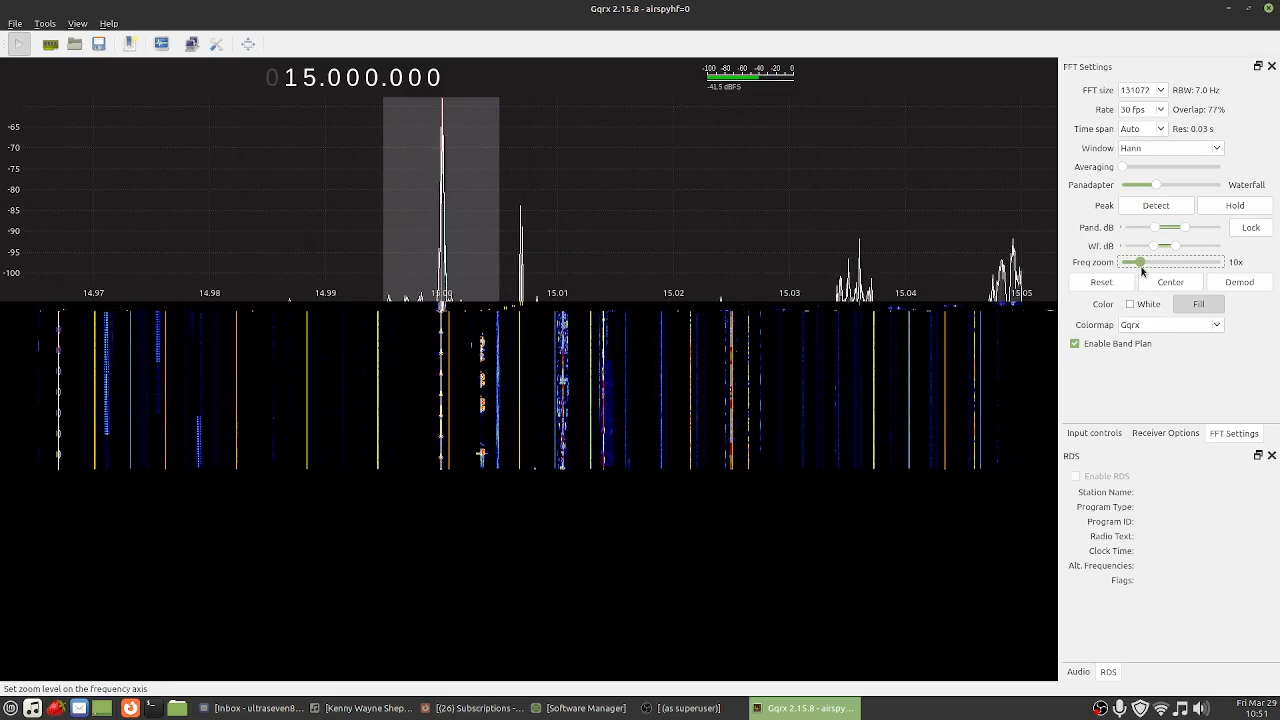 Gqrx 2.15.8 - airspyhf=0
File Tools View Help
015.000.000
-100 -80 -60 -40 -20 0
-41.5 dBFS
-65
-70
-75
-80
-85
-90
-95
-100
14.97 14.98 14.99 15.01 15.02 15.03 15.04 15.05
FFT Settings
FFT size 131072 RBW: 7.0 Hz
Rate 30 fps Overlap: 77%
Time span Auto Res: 0.03 s
Window Hann
Averaging
Panadapter Waterfall
Peak Detect Hold
Pand. dB Lock
Wf. dB
Freq zoom 10x
Reset Center Demod
Color White Fill
Colormap Gqrx
Enable Band Plan
Input controls Receiver Options FFT Settings
RDS
Enable RDS
Station Name:
Program Type:
Program ID:
Radio Text:
Clock Time:
Alt. Frequencies:
Flags:
Audio RDS
Set zoom level on the frequency axis
[Inbox - ultraseven8... [Kenny Wayne Shep... [(26) Subscriptions -... [Software Manager] [(as superuser)] Gqrx 2.15.8 - airspy...
Fri Mar 29
10:51